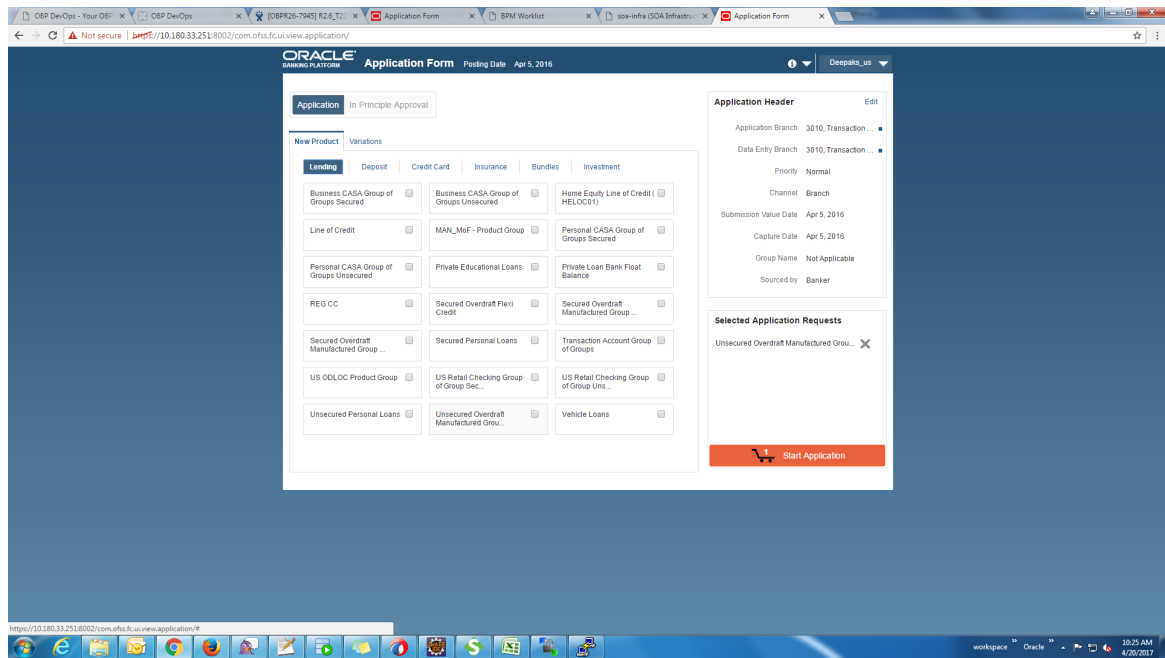 OBP DevOps - Your OBP
OBP DevOps
[OBPR26-7945] R2.6_T2
Application Form
BPM Worklist
soa-infra (SOA Infrastruc
Application Form
Not secure | https://10.180.33.251:8002/com.ofss.fc.ui.view.application/
ORACLE
BANKING PLATFORM
Application Form Posting Date Apr 5, 2016
Deepaks_us
Application In Principle Approval
New Product Variations
Lending Deposit Credit Card Insurance Bundles Investment
Business CASA Group of
Groups Secured
Business CASA Group of
Groups Unsecured
Home Equity Line of Credit (
HELOC01)
Line of Credit
MAN_MoF - Product Group
Personal CASA Group of
Groups Secured
Personal CASA Group of
Groups Unsecured
Private Educational Loans
Private Loan Bank Float
Balance
REG CC
Secured Overdraft Flexi
Credit
Secured Overdraft
Manufactured Group ...
Secured Overdraft
Manufactured Group ...
Secured Personal Loans
Transaction Account Group
of Groups
US ODLOC Product Group
US Retail Checking Group
of Group Sec...
US Retail Checking Group
of Group Uns...
Unsecured Personal Loans
Unsecured Overdraft
Manufactured Grou...
Vehicle Loans
Application Header Edit
Application Branch 3010, Transaction ...
Data Entry Branch 3010, Transaction ...
Priority Normal
Channel Branch
Submission Value Date Apr 5, 2016
Capture Date Apr 5, 2016
Group Name Not Applicable
Sourced by Banker
Selected Application Requests
Unsecured Overdraft Manufactured Grou...
1 Start Application
https://10.180.33.251:8002/com.ofss.fc.ui.view.application/#
workspace Oracle
10:25 AM
4/20/2017